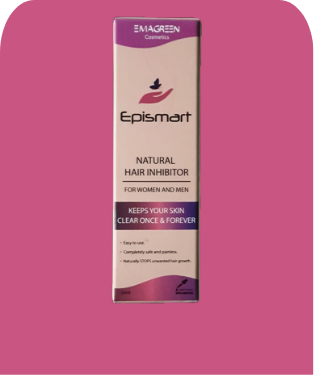 EMAGREEN
Cosmetics
Epismart
NATURAL
HAIR INHIBITOR
FOR WOMEN AND MEN
KEEPS YOUR SKIN
CLEAR ONCE & FOREVER
• Easy to use.
• Completely safe and painless.
• Naturally STOPS unwanted hair growth.